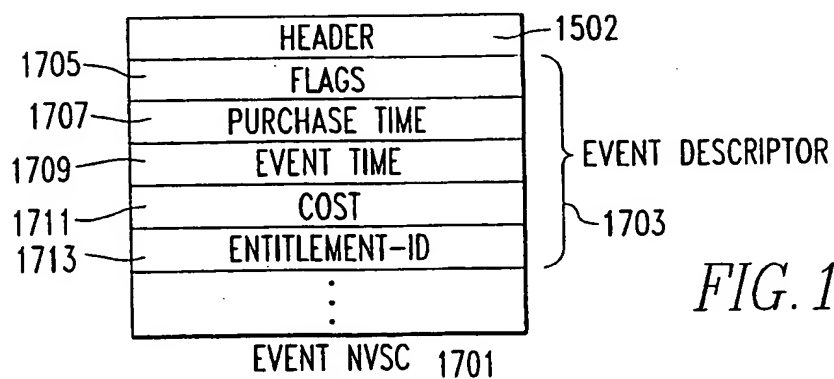 HEADER 1502
1705 FLAGS
1707 PURCHASE TIME
1709 EVENT TIME
EVENT DESCRIPTOR
1711 COST
1703
1713 ENTITLEMENT-ID
FIG. 1
EVENT NVSC 1701